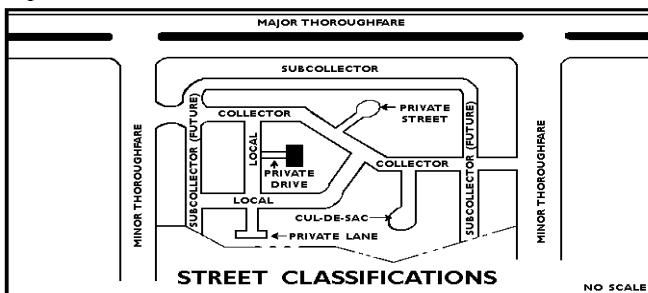 MAJOR THOROUGHFARE
SUBCOLLECTOR
COLLECTOR
PRIVATE
STREET
SUBCOLLECTOR (FUTURE)
LOCAL
PRIVATE
DRIVE
COLLECTOR
SUBCOLLECTOR (FUTURE)
MINOR THOROUGHFARE
MINOR THOROUGHFARE
LOCAL
CUL-DE-SAC
PRIVATE LANE
STREET CLASSIFICATIONS
NO SCALE